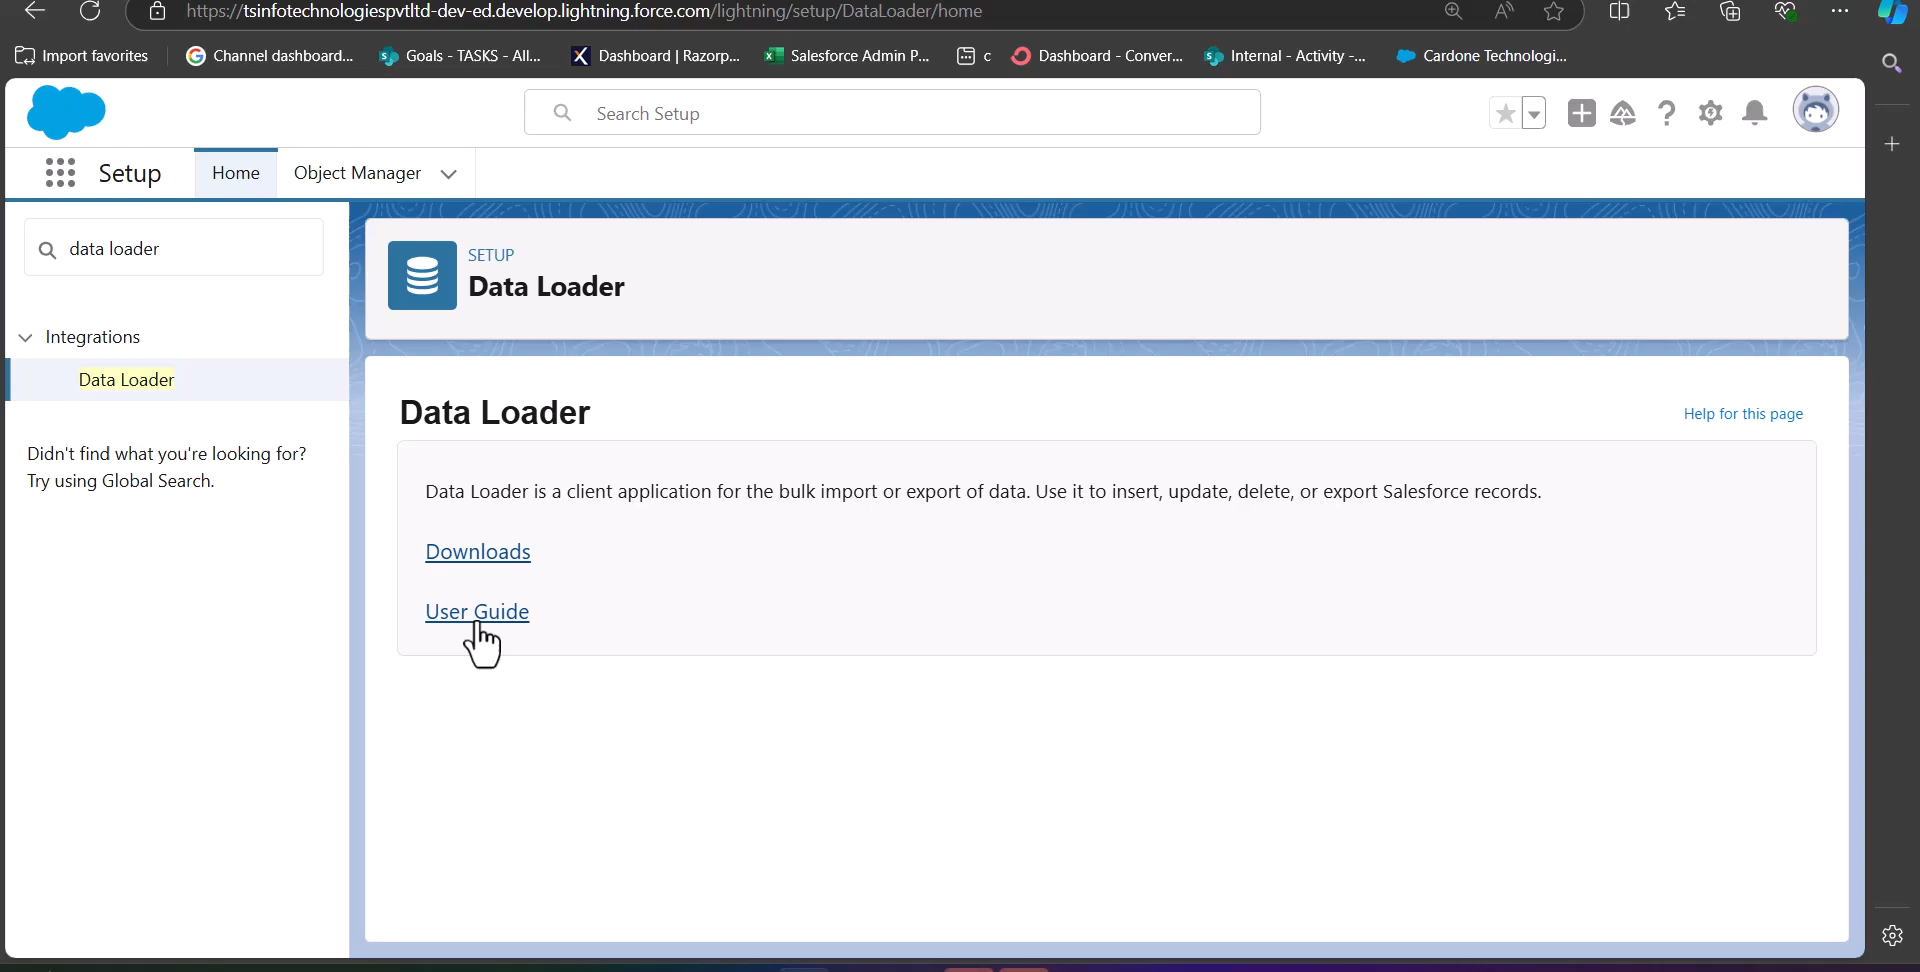 https://tsinfotechnologiespvtltd-dev-ed.develop.lightning.force.com/lightning/setup/DataLoader/home
Import favorites
Channel dashboard...
Goals - TASKS - All...
Dashboard | Razorp...
Salesforce Admin P...
c
Dashboard - Conver...
Internal - Activity -...
Cardone Technologi...
Search Setup
Setup
Home
Object Manager
data loader
Integrations
Data Loader
Didn't find what you're looking for?
Try using Global Search.
SETUP
Data Loader
Data Loader
Help for this page
Data Loader is a client application for the bulk import or export of data. Use it to insert, update, delete, or export Salesforce records.
Downloads
User Guide